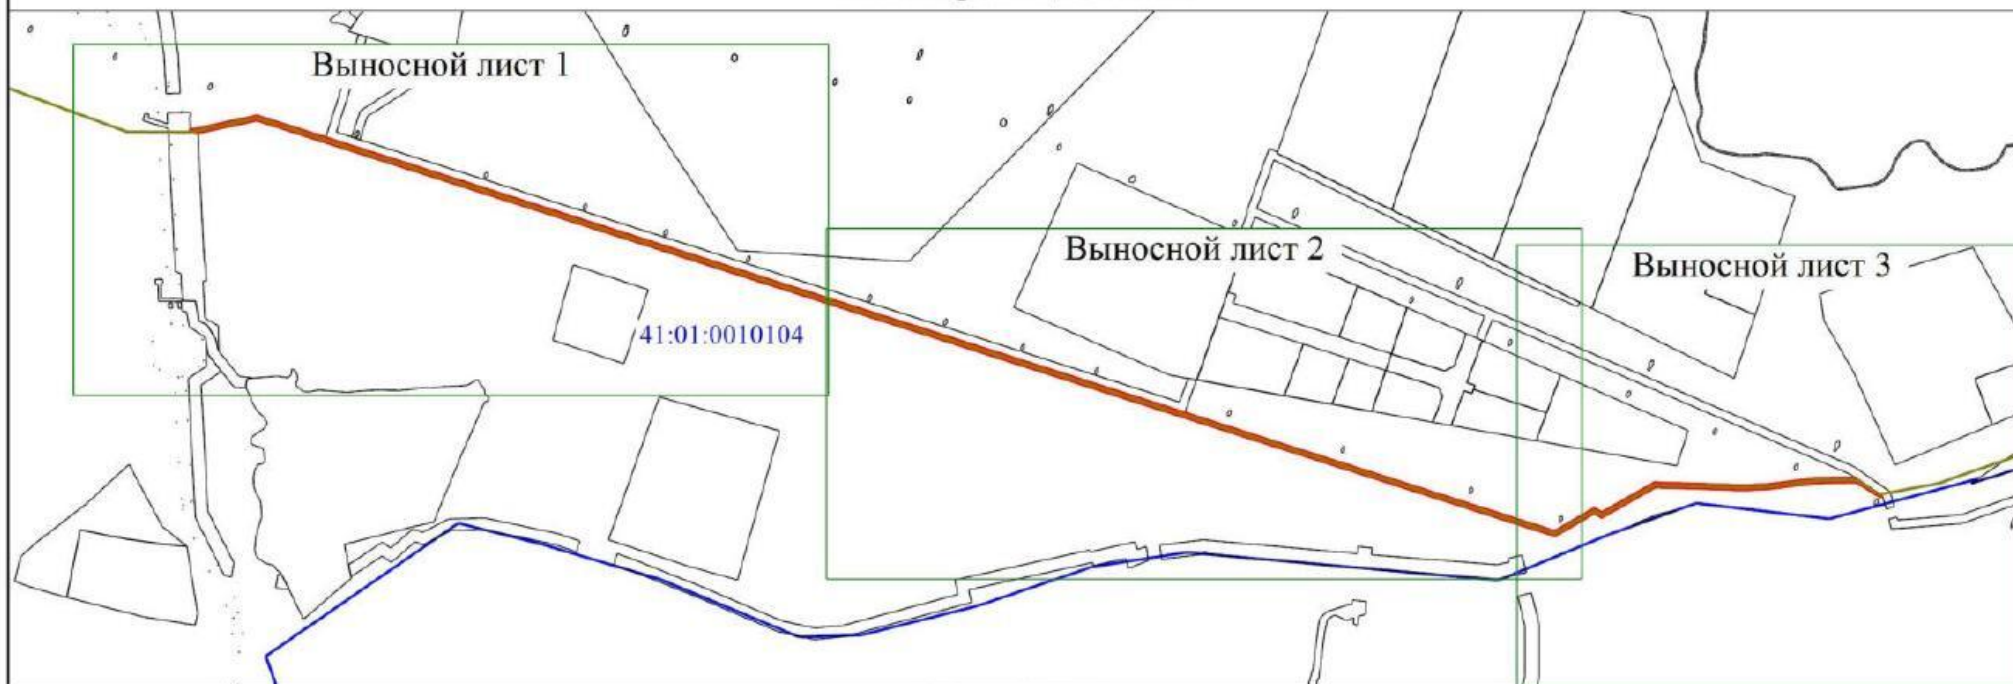 Выносной лист 1
Выносной лист 2
Выносной лист 3
41:01:0010104